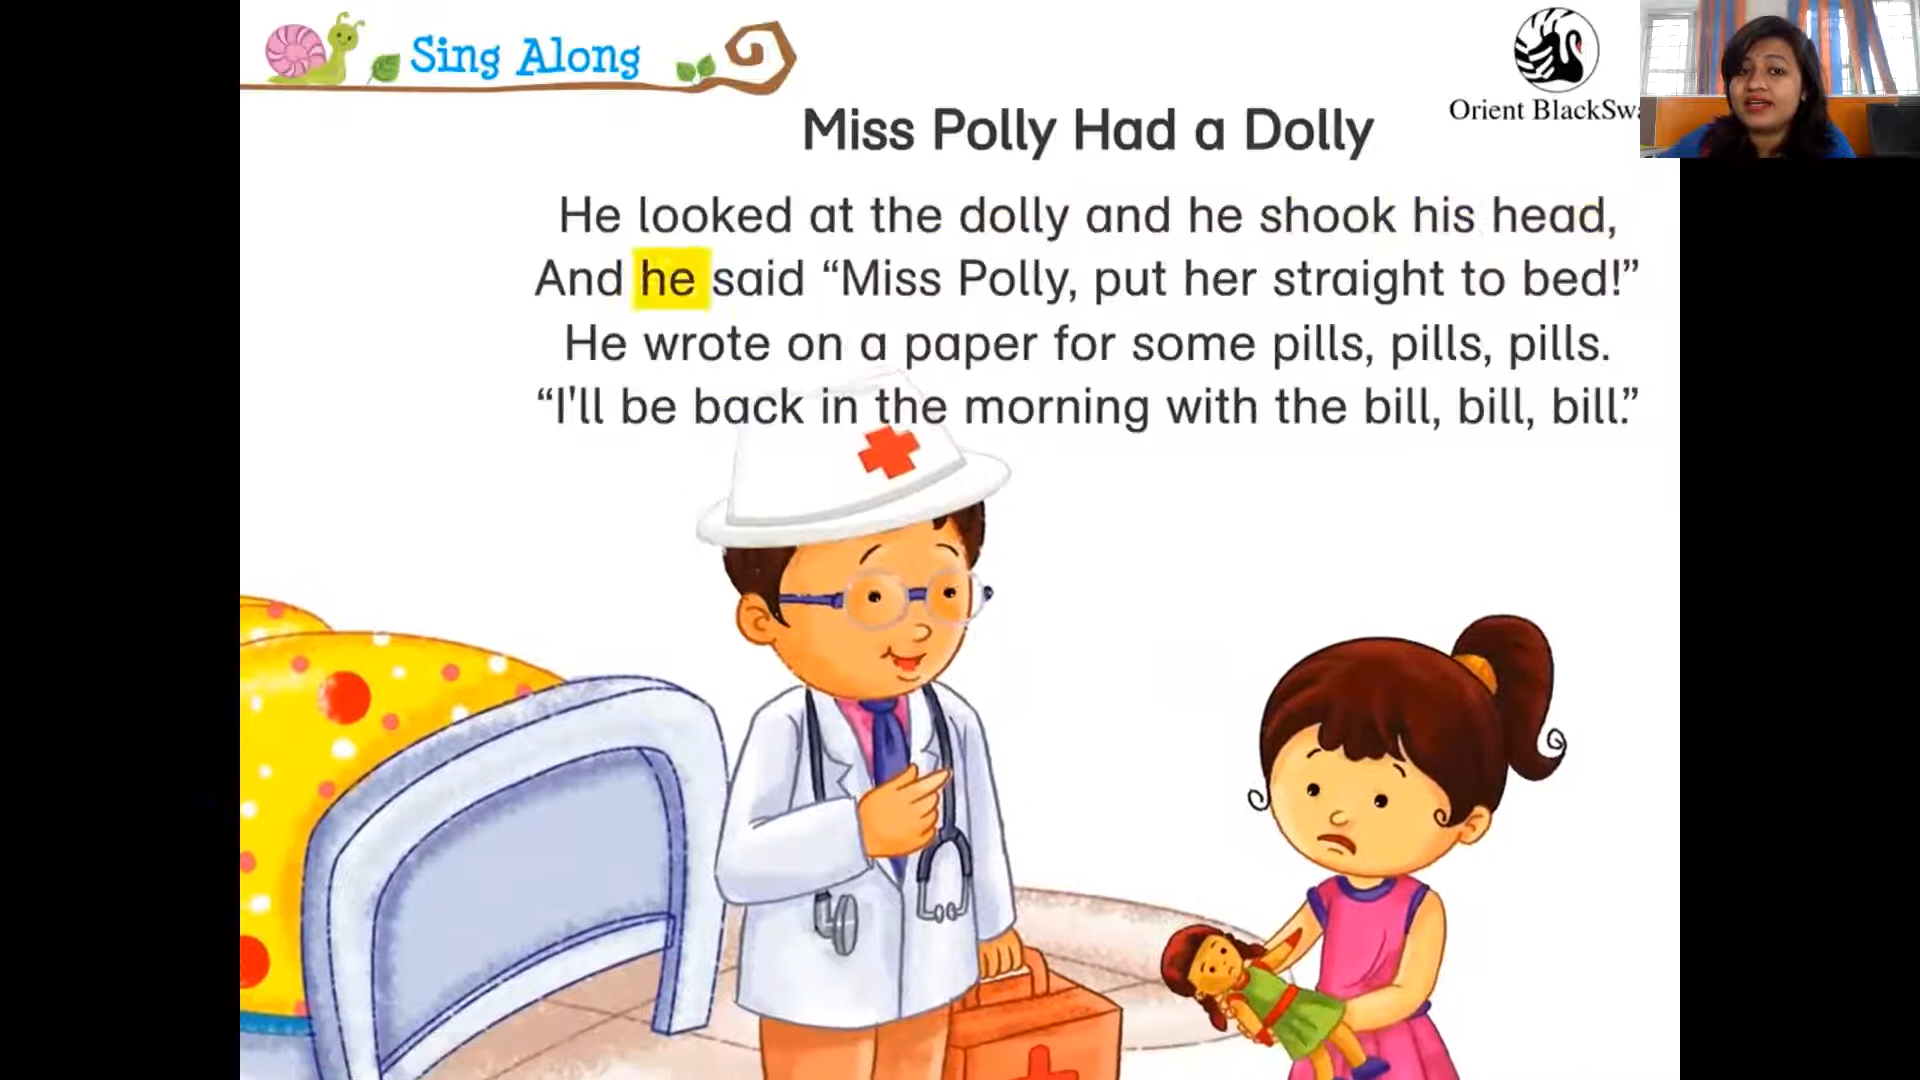 Sing Along
Orient BlackSw
Miss Polly Had a Dolly
He looked at the dolly and he shook his head,
And he said “Miss Polly, put her straight to bed!”
He wrote on a paper for some pills, pills, pills.
“I'll be back in the morning with the bill, bill, bill.”